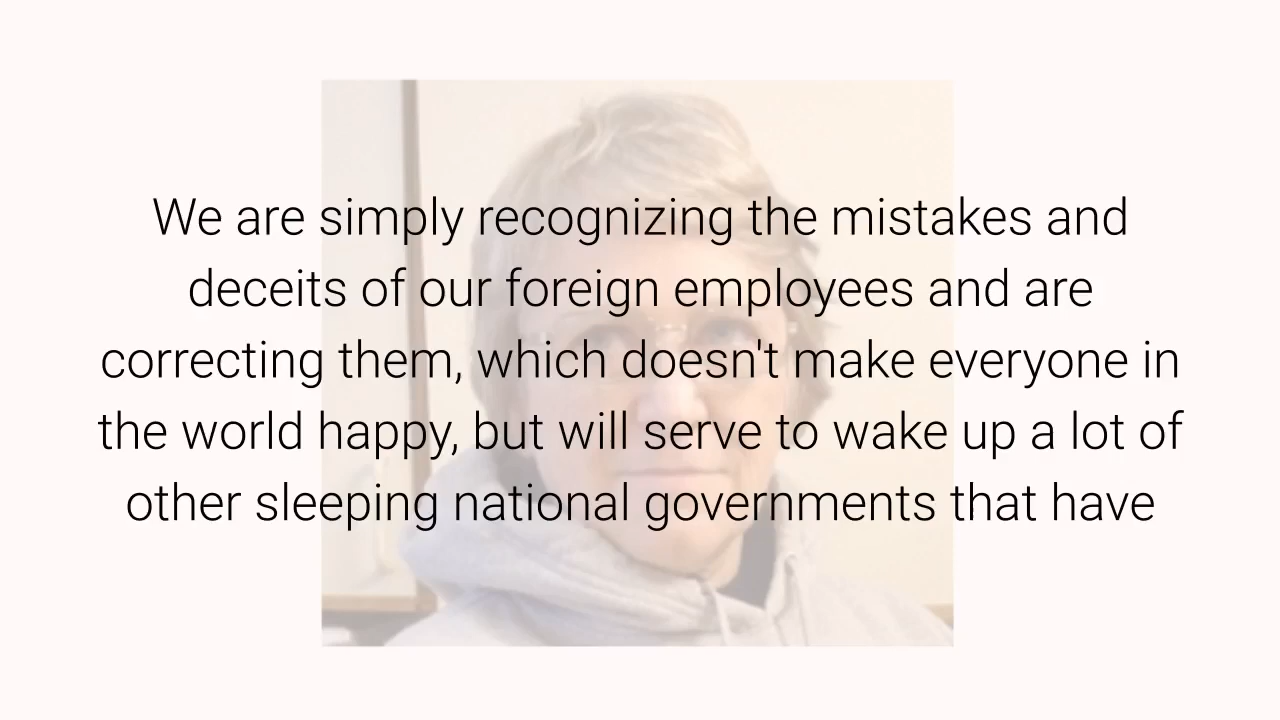 We are simply recognizing the mistakes and
deceits of our foreign employees and are
correcting them, which doesn't make everyone in
the world happy, but will serve to wake up a lot of
other sleeping national governments that have